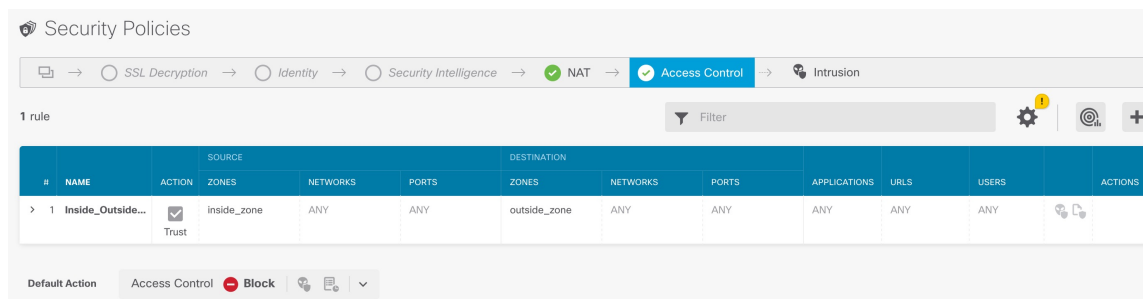 Security Policies
SSL Decryption → Identity → Security Intelligence → NAT → Access Control → Intrusion
1 rule
Filter
SOURCE DESTINATION
# NAME ACTION ZONES NETWORKS PORTS ZONES NETWORKS PORTS APPLICATIONS URLS USERS ACTIONS
> 1 Inside_Outside... inside_zone ANY ANY outside_zone ANY ANY ANY ANY ANY
Trust
Default Action Access Control Block